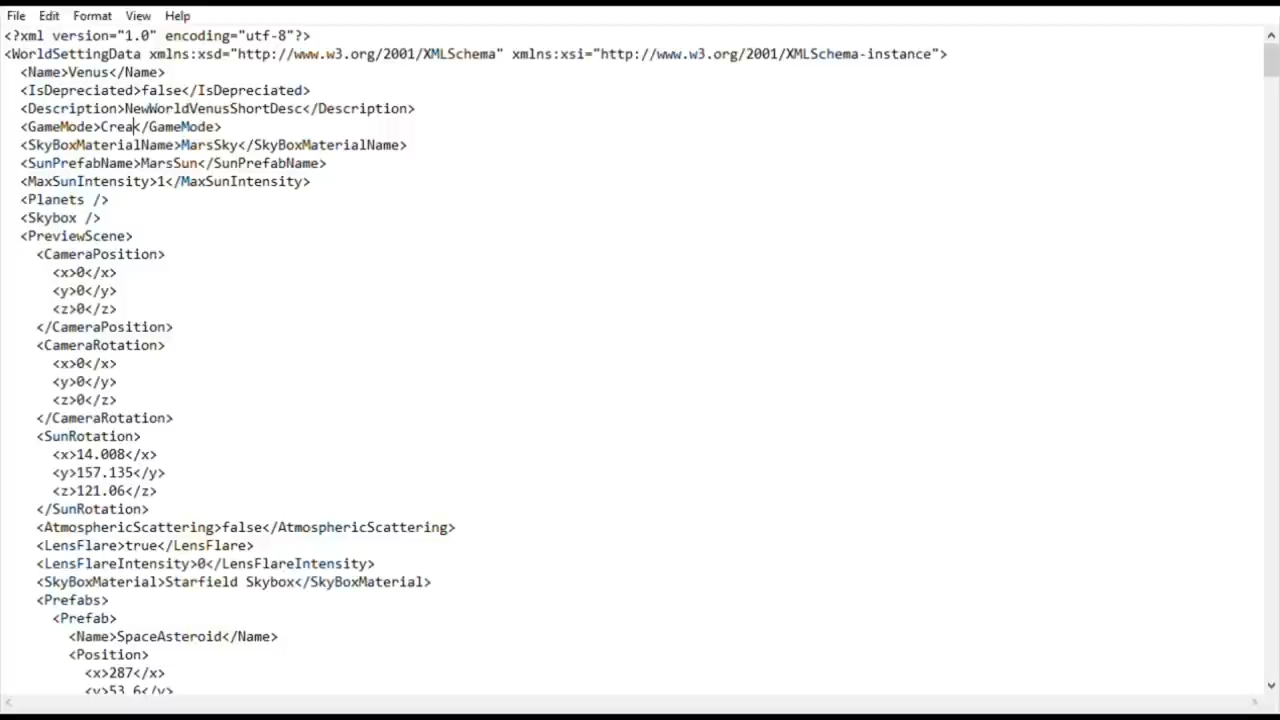 File Edit Format View Help
<?xml version="1.0" encoding="utf-8"?>
<WorldSettingData xmlns:xsd="http://www.w3.org/2001/XMLSchema" xmlns:xsi="http://www.w3.org/2001/XMLSchema-instance">
<Name>Venus</Name>
<IsDepreciated>false</IsDepreciated>
<Description>NewWorldVenusShortDesc</Description>
<GameMode>Crea</GameMode>
<SkyBoxMaterialName>MarsSky</SkyBoxMaterialName>
<SunPrefabName>MarsSun</SunPrefabName>
<MaxSunIntensity>1</MaxSunIntensity>
<Planets />
<Skybox />
<PreviewScene>
<CameraPosition>
<x>0</x>
<y>0</y>
<z>0</z>
</CameraPosition>
<CameraRotation>
<x>0</x>
<y>0</y>
<z>0</z>
</CameraRotation>
<SunRotation>
<x>14.008</x>
<y>157.135</y>
<z>121.06</z>
</SunRotation>
<AtmosphericScattering>false</AtmosphericScattering>
<LensFlare>true</LensFlare>
<LensFlareIntensity>0</LensFlareIntensity>
<SkyBoxMaterial>Starfield Skybox</SkyBoxMaterial>
<Prefabs>
<Prefab>
<Name>SpaceAsteroid</Name>
<Position>
<x>287</x>
<y>53.6</y>